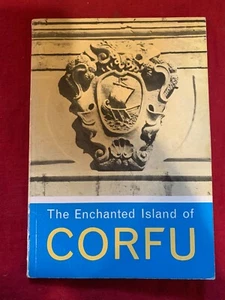 The Enchanted Island of
CORFU